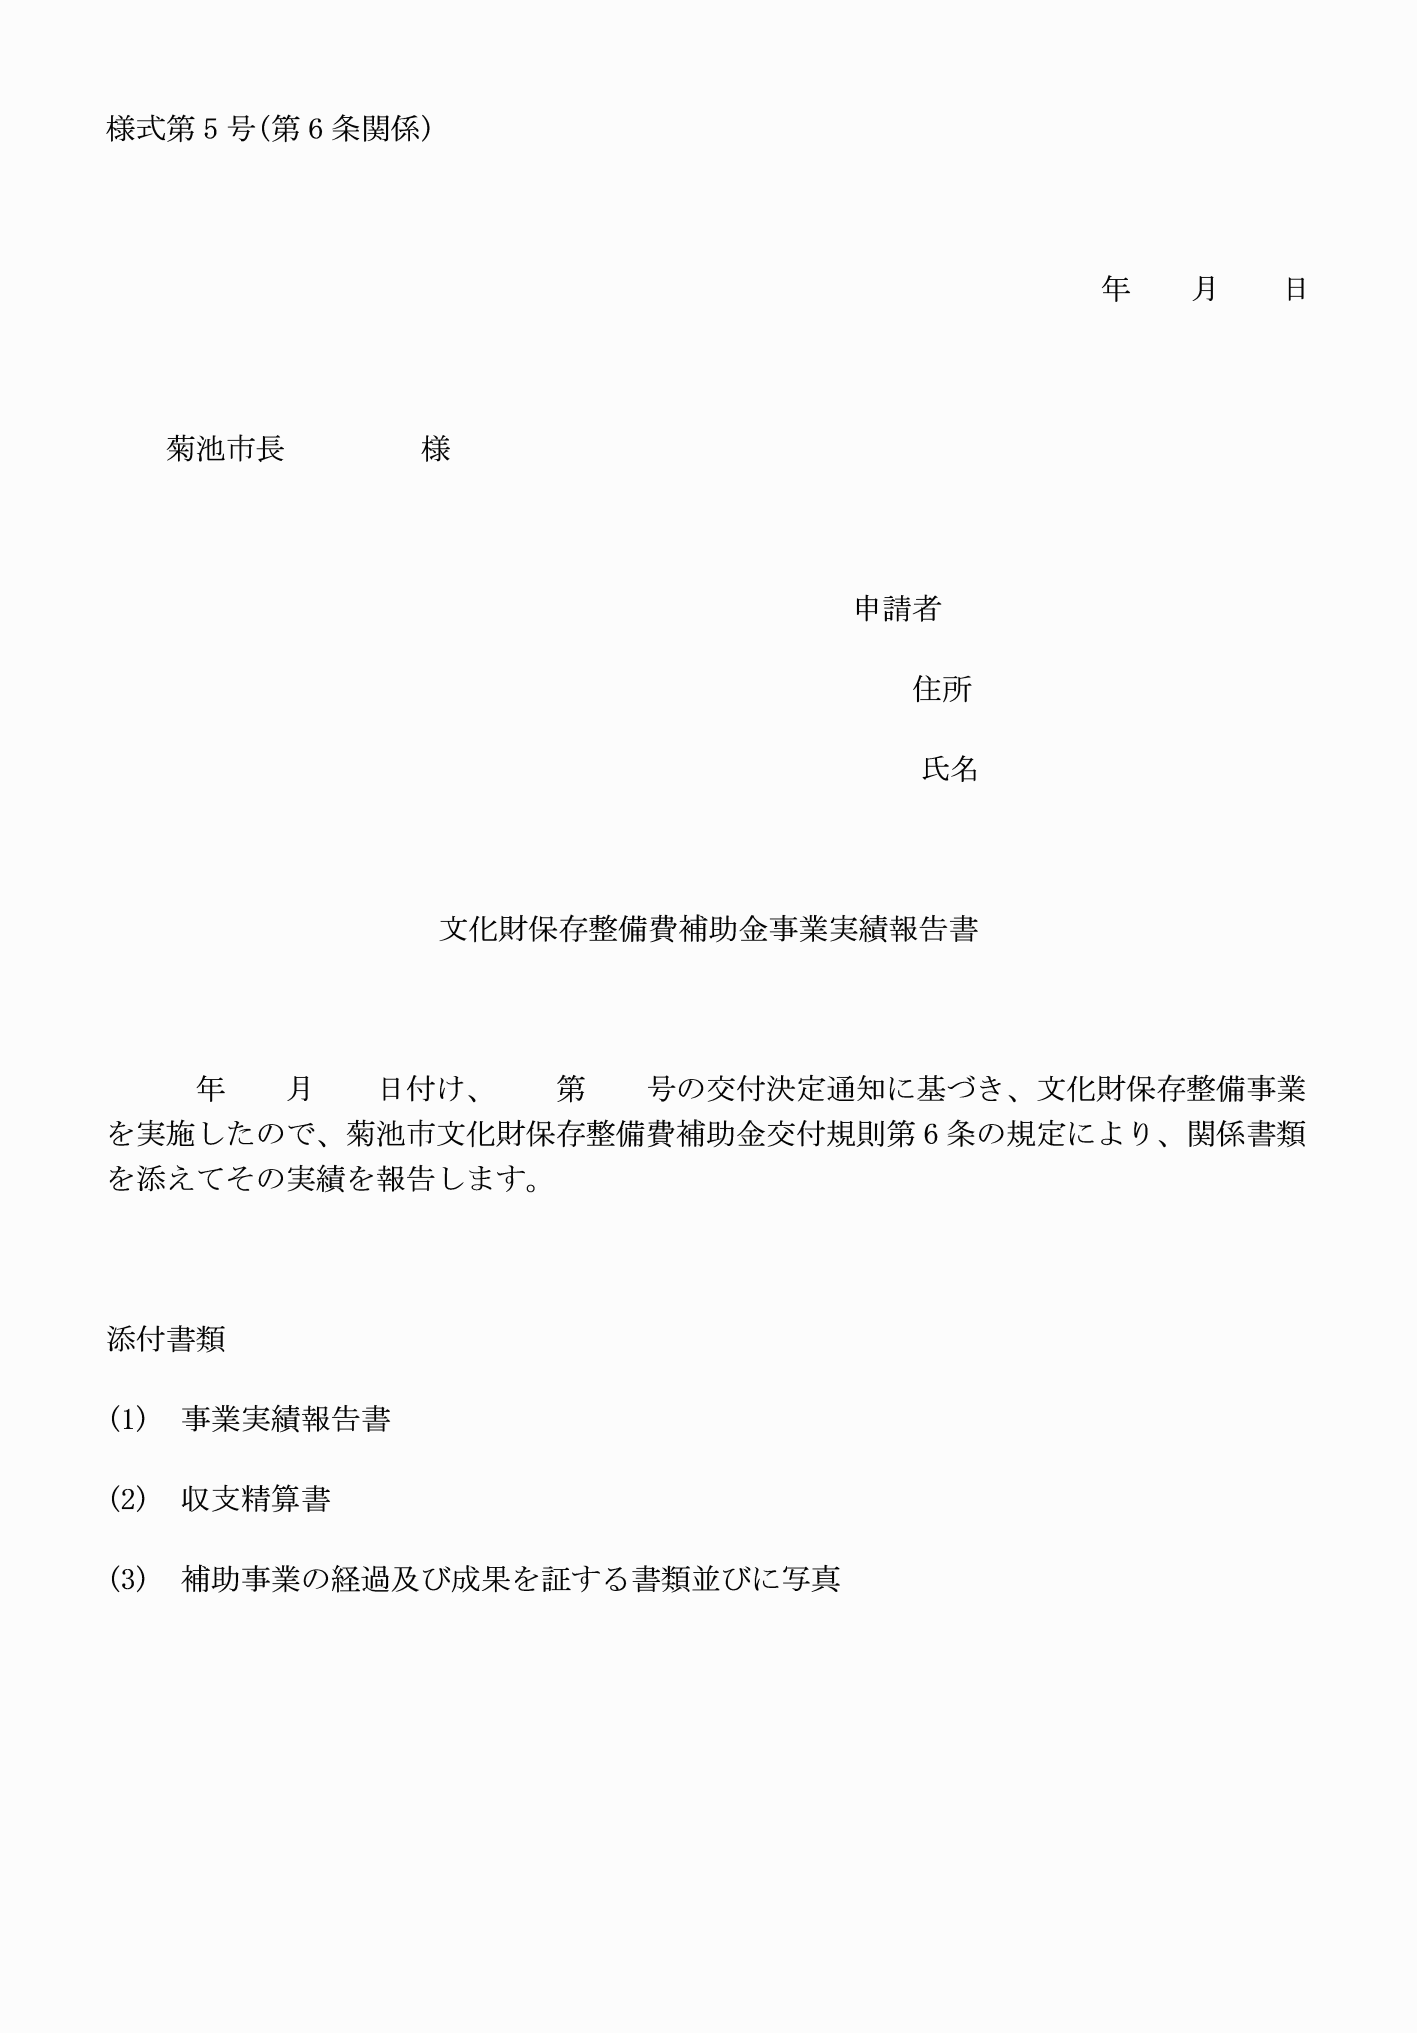 様式第5号(第6条関係)
年　　月　　日
菊池市長　　　　　様
申請者
住所
氏名
文化財保存整備費補助金事業実績報告書
年　　月　　日付け、　　第　　号の交付決定通知に基づき、文化財保存整備事業
を実施したので、菊池市文化財保存整備費補助金交付規則第6条の規定により、関係書類
を添えてその実績を報告します。
添付書類
(1)　事業実績報告書
(2)　収支精算書
(3)　補助事業の経過及び成果を証する書類並びに写真